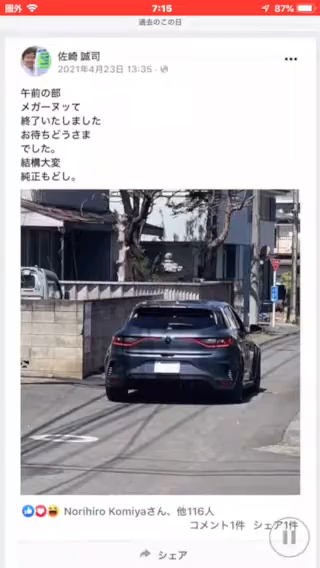 圏外 7:15 87%
過去のこの日
佐崎 誠司
2021年4月23日 13:35
午前の部
メガーヌッて
終了いたしました
お待ちどうさま
でした。
結構大変
純正もどし。
Norihiro Komiyaさん、他116人
コメント1件 シェア1件
シェア